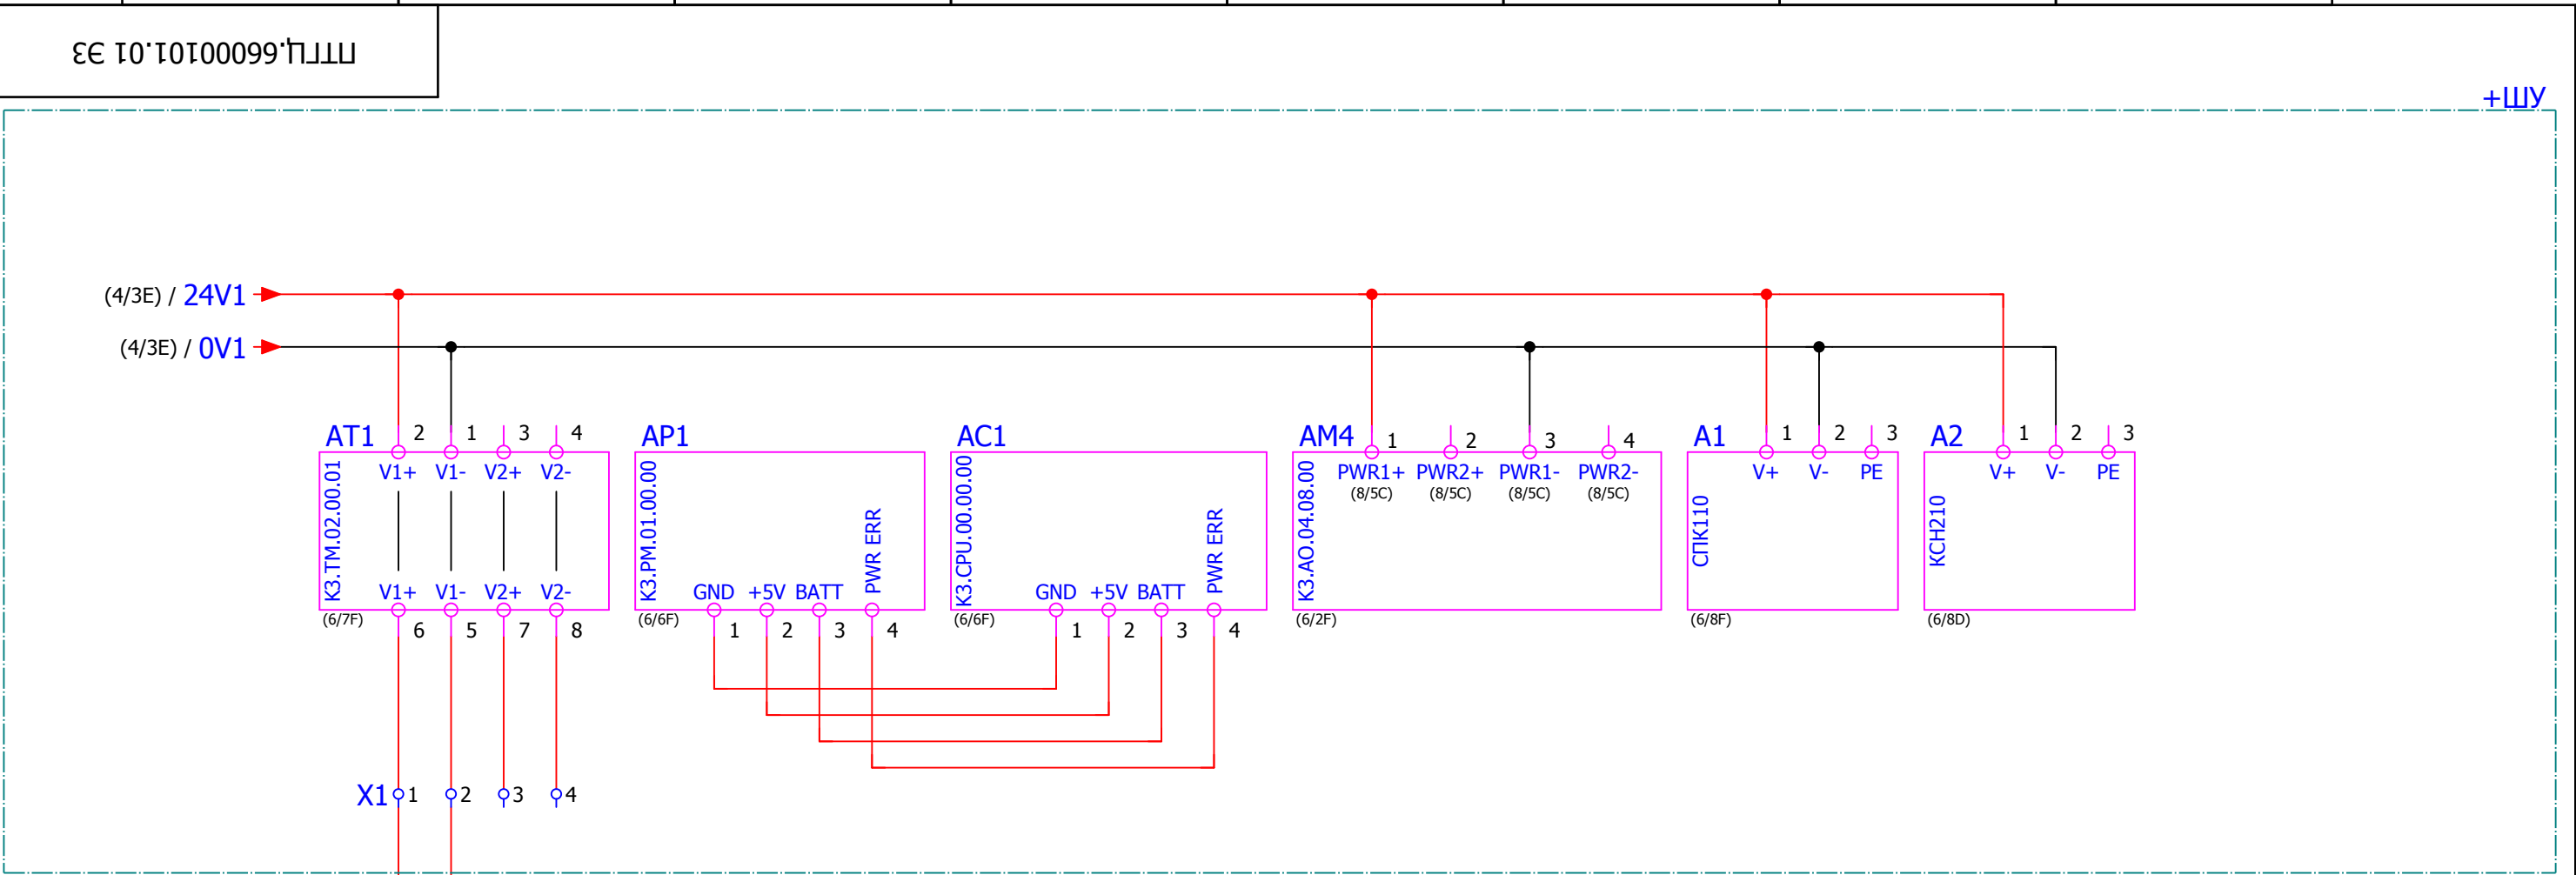 ПТГЦ.66000101.01 Э3
+ШУ
(4/3E) / 24V1
(4/3E) / 0V1
AT1 2 1 3 4
V1+ V1- V2+ V2-
K3.TM.02.00.01
V1+ V1- V2+ V2-
(6/7F) 6 5 7 8
AP1
K3.PM.01.00.00
GND +5V BATT PWR ERR
(6/6F) 1 2 3 4
AC1
K3.CPU.00.00.00
GND +5V BATT PWR ERR
(6/6F) 1 2 3 4
AM4 1 2 3 4
PWR1+ PWR2+ PWR1- PWR2-
(8/5C) (8/5C) (8/5C) (8/5C)
K3.AO.04.08.00
(6/2F)
A1 1 2 3
V+ V- PE
СПК110
(6/8F)
A2 1 2 3
V+ V- PE
КСН210
(6/8D)
X1 1 2 3 4